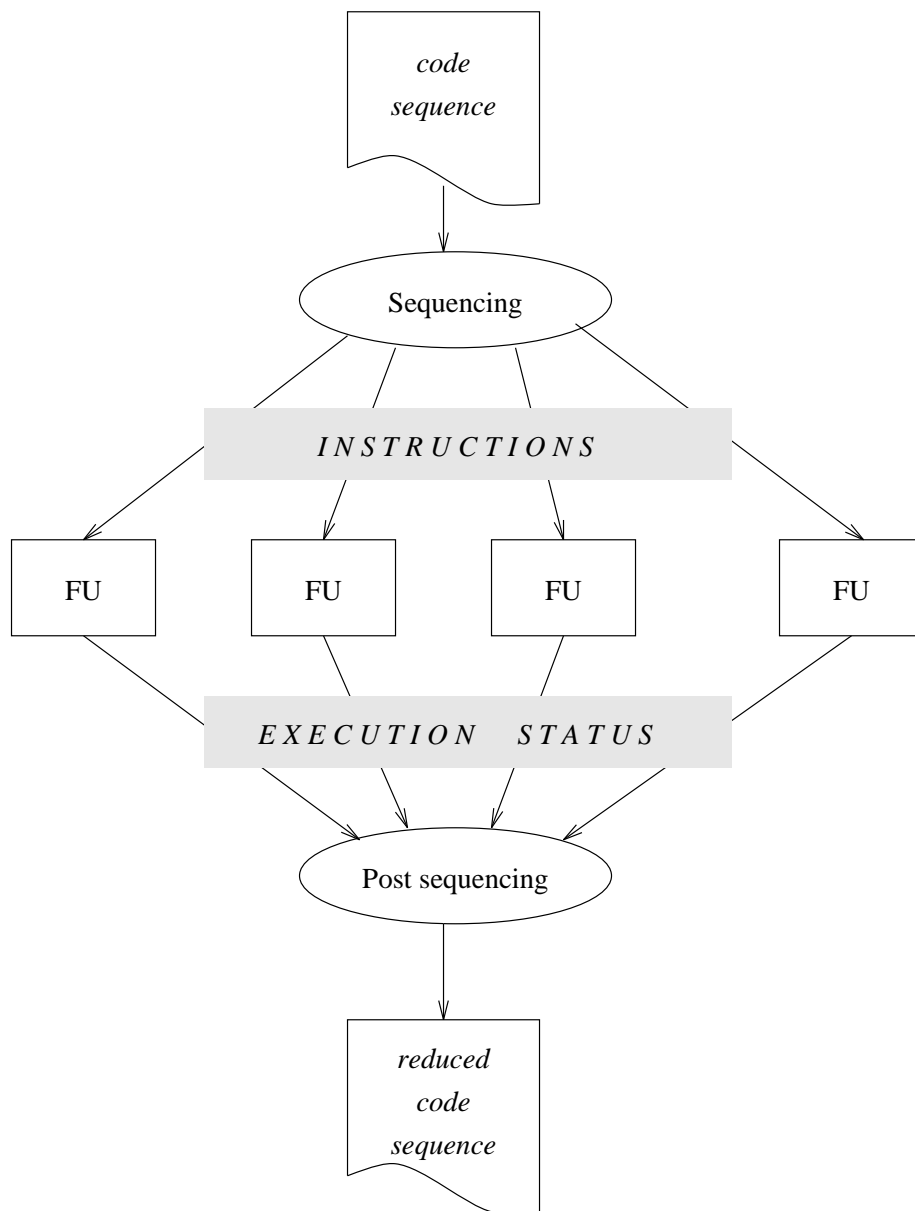 code
sequence
Sequencing
INSTRUCTIONS
FU FU FU FU
EXECUTION STATUS
Post sequencing
reduced
code
sequence